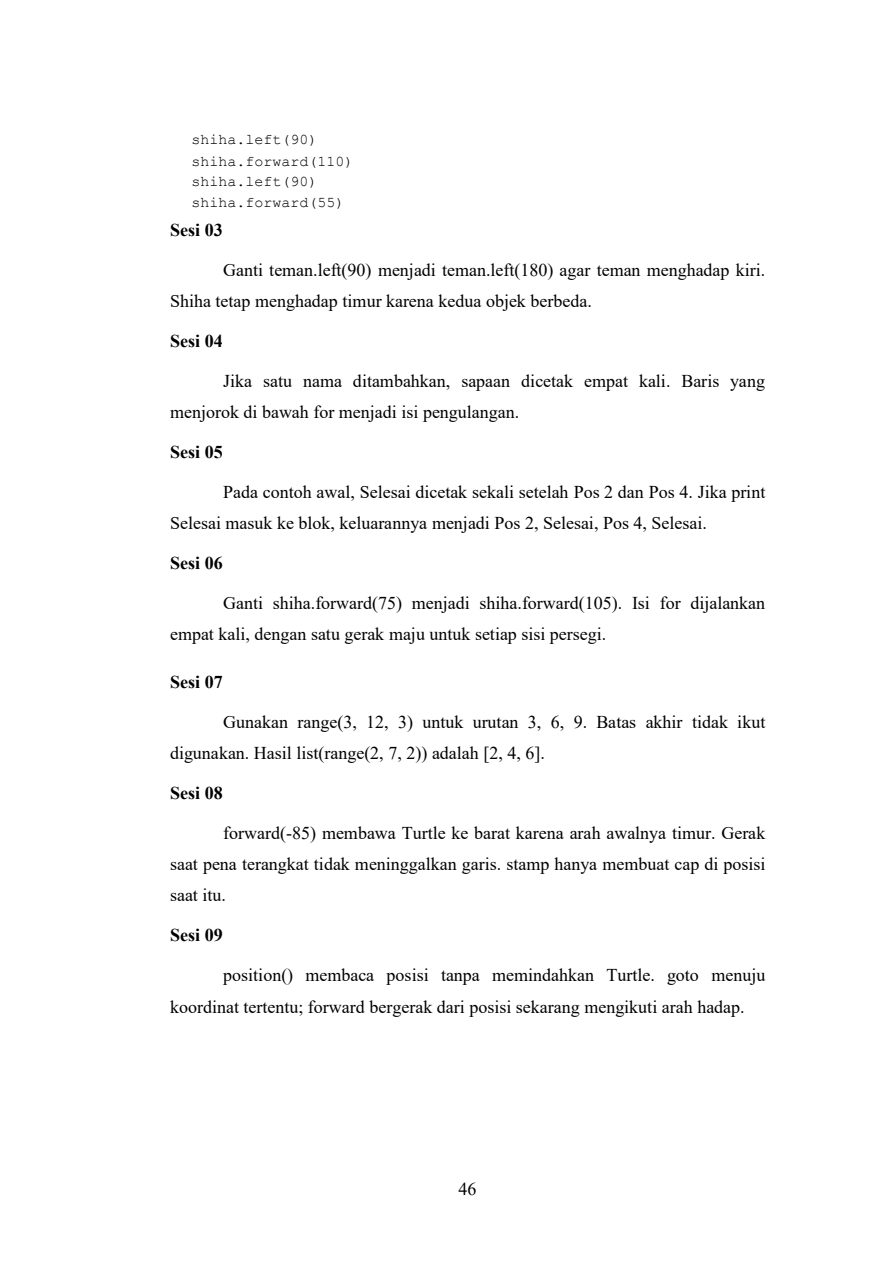 shiha.left(90)
shiha.forward(110)
shiha.left(90)
shiha.forward(55)
Sesi 03
Ganti teman.left(90) menjadi teman.left(180) agar teman menghadap kiri.
Shiha tetap menghadap timur karena kedua objek berbeda.
Sesi 04
Jika satu nama ditambahkan, sapaan dicetak empat kali. Baris yang
menjorok di bawah for menjadi isi pengulangan.
Sesi 05
Pada contoh awal, Selesai dicetak sekali setelah Pos 2 dan Pos 4. Jika print
Selesai masuk ke blok, keluarannya menjadi Pos 2, Selesai, Pos 4, Selesai.
Sesi 06
Ganti shiha.forward(75) menjadi shiha.forward(105). Isi for dijalankan
empat kali, dengan satu gerak maju untuk setiap sisi persegi.
Sesi 07
Gunakan range(3, 12, 3) untuk urutan 3, 6, 9. Batas akhir tidak ikut
digunakan. Hasil list(range(2, 7, 2)) adalah [2, 4, 6].
Sesi 08
forward(-85) membawa Turtle ke barat karena arah awalnya timur. Gerak
saat pena terangkat tidak meninggalkan garis. stamp hanya membuat cap di posisi
saat itu.
Sesi 09
position() membaca posisi tanpa memindahkan Turtle. goto menuju
koordinat tertentu; forward bergerak dari posisi sekarang mengikuti arah hadap.
46